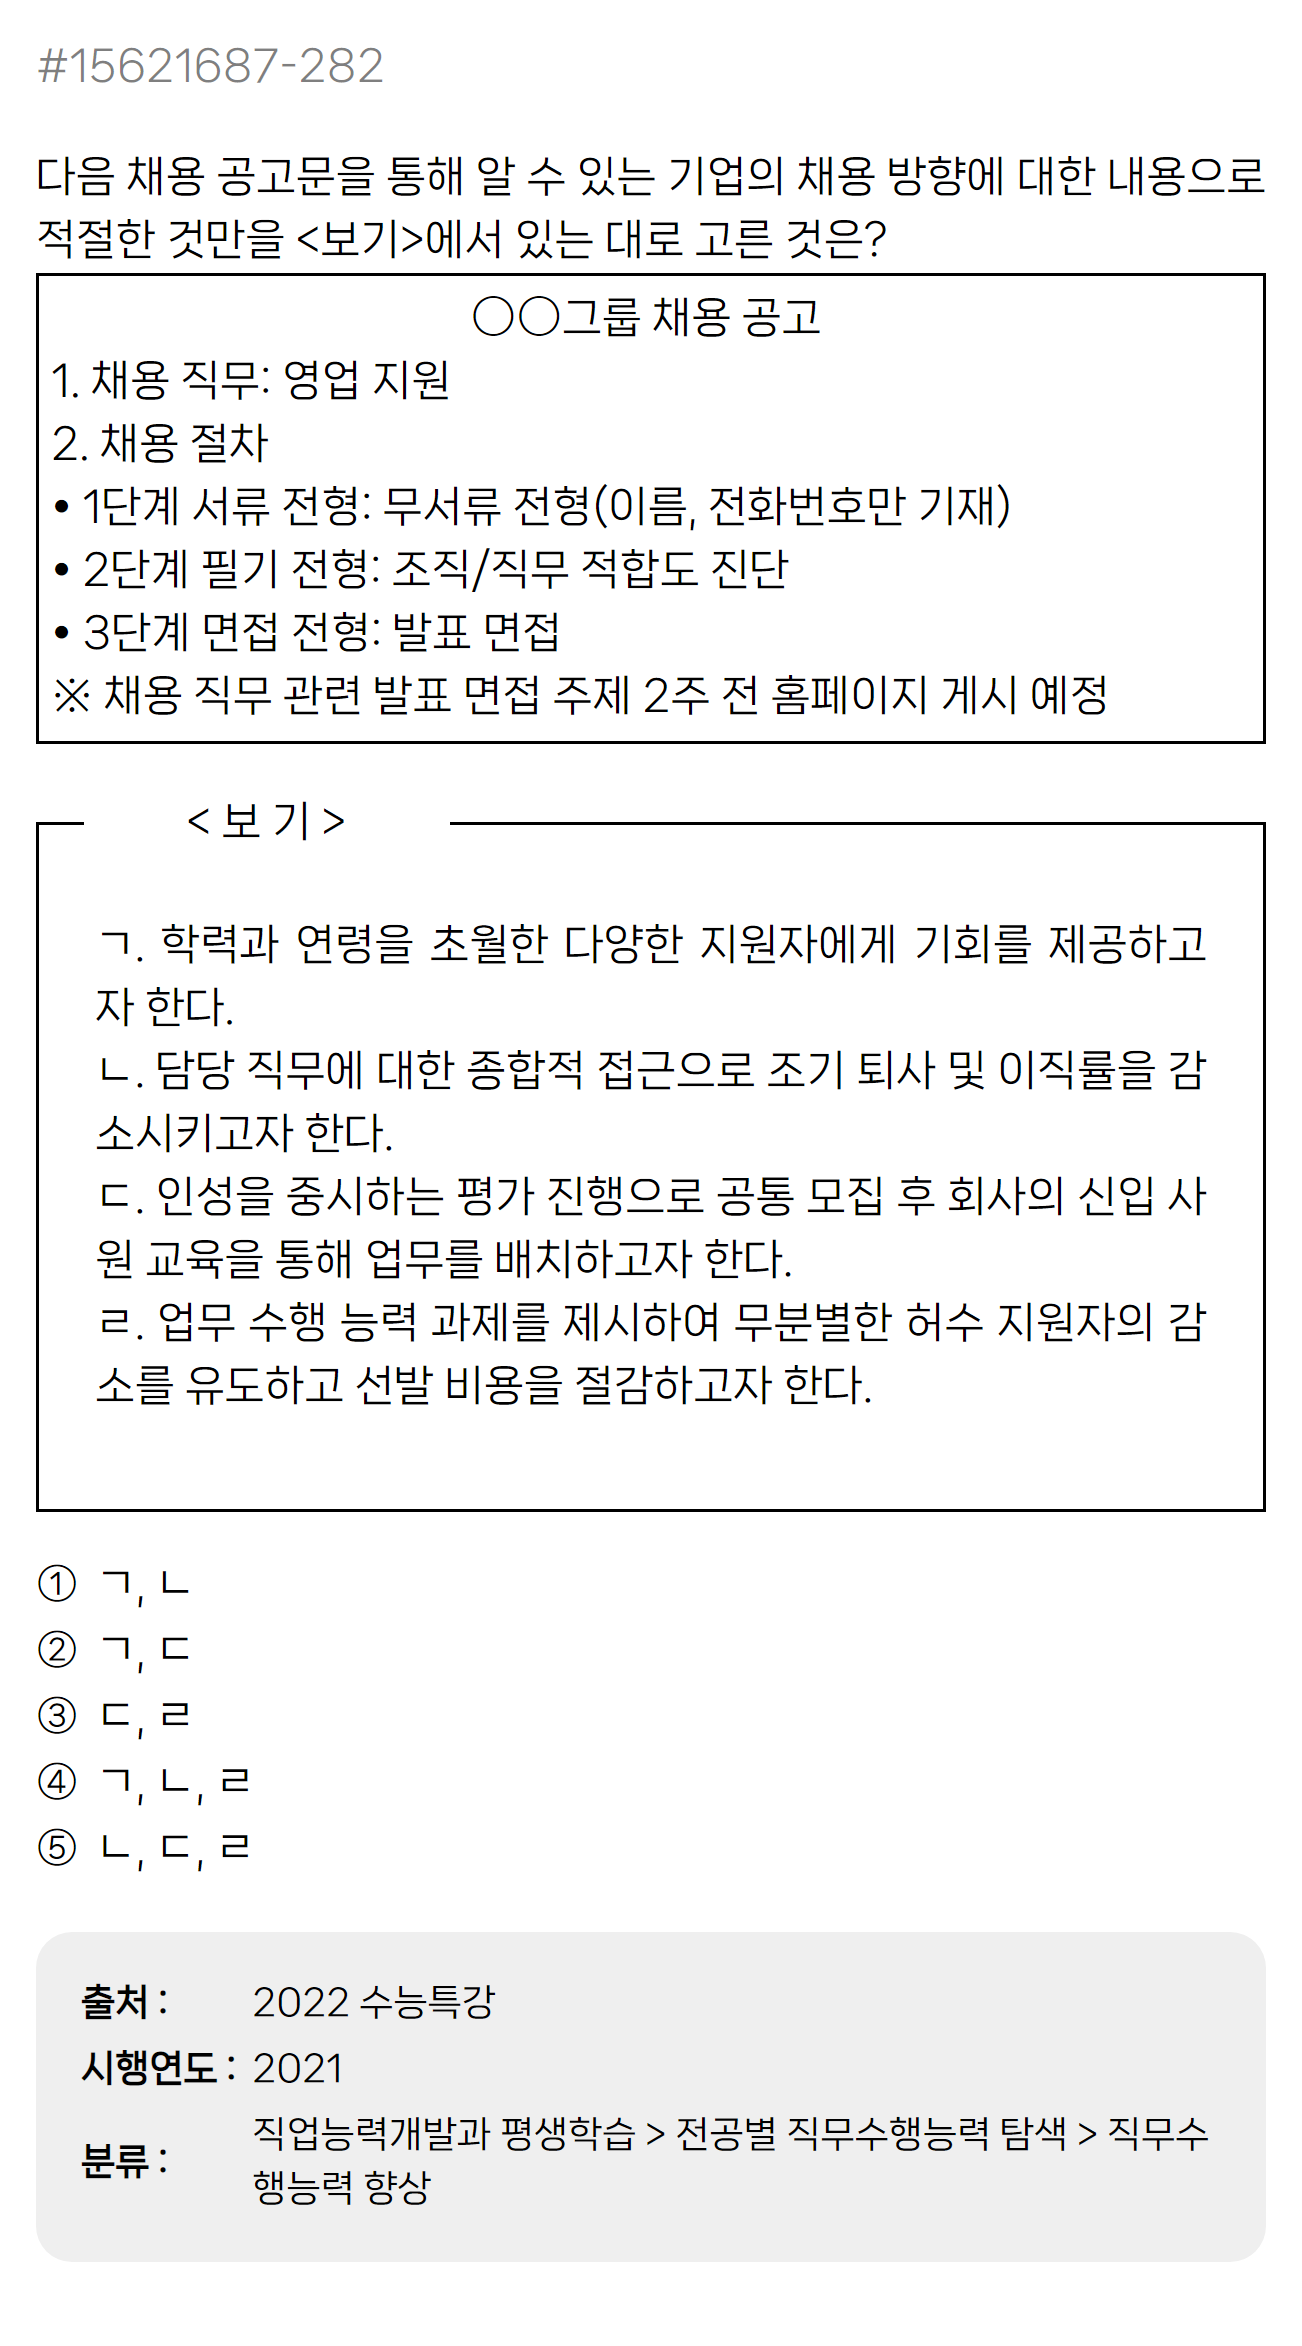 #15621687-282
다음 채용 공고문을 통해 알 수 있는 기업의 채용 방향에 대한 내용으로
적절한 것만을 <보기>에서 있는 대로 고른 것은?
○○그룹 채용 공고
1. 채용 직무: 영업 지원
2. 채용 절차
• 1단계 서류 전형: 무서류 전형(이름, 전화번호만 기재)
• 2단계 필기 전형: 조직/직무 적합도 진단
• 3단계 면접 전형: 발표 면접
※ 채용 직무 관련 발표 면접 주제 2주 전 홈페이지 게시 예정
< 보 기 >
ㄱ. 학력과 연령을 초월한 다양한 지원자에게 기회를 제공하고
자 한다.
ㄴ. 담당 직무에 대한 종합적 접근으로 조기 퇴사 및 이직률을 감
소시키고자 한다.
ㄷ. 인성을 중시하는 평가 진행으로 공통 모집 후 회사의 신입 사
원 교육을 통해 업무를 배치하고자 한다.
ㄹ. 업무 수행 능력 과제를 제시하여 무분별한 허수 지원자의 감
소를 유도하고 선발 비용을 절감하고자 한다.
① ㄱ, ㄴ
② ㄱ, ㄷ
③ ㄷ, ㄹ
④ ㄱ, ㄴ, ㄹ
⑤ ㄴ, ㄷ, ㄹ
출처 : 2022 수능특강
시행연도 : 2021
분류 : 직업능력개발과 평생학습 > 전공별 직무수행능력 탐색 > 직무수
행능력 향상